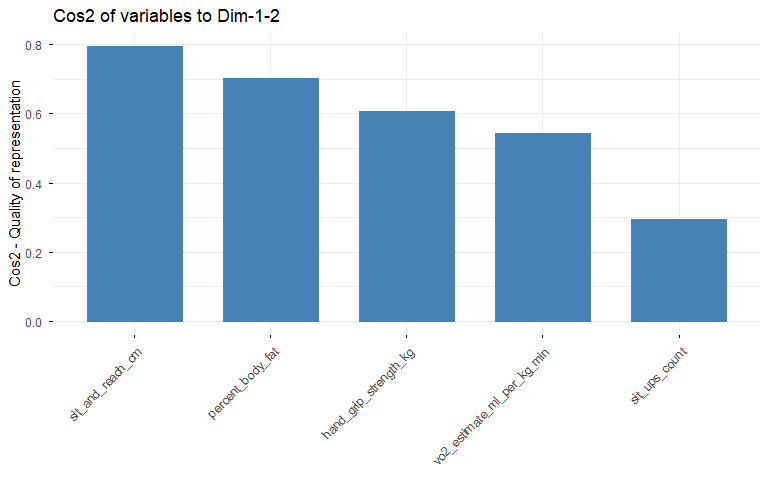 Cos2 of variables to Dim-1-2
Cos2 - Quality of representation
0.8
0.6
0.4
0.2
0.0
sit_and_reach_cm
percent_body_fat
hand_grip_strength_kg
vo2_estimate_ml_per_kg_min
sit_ups_count